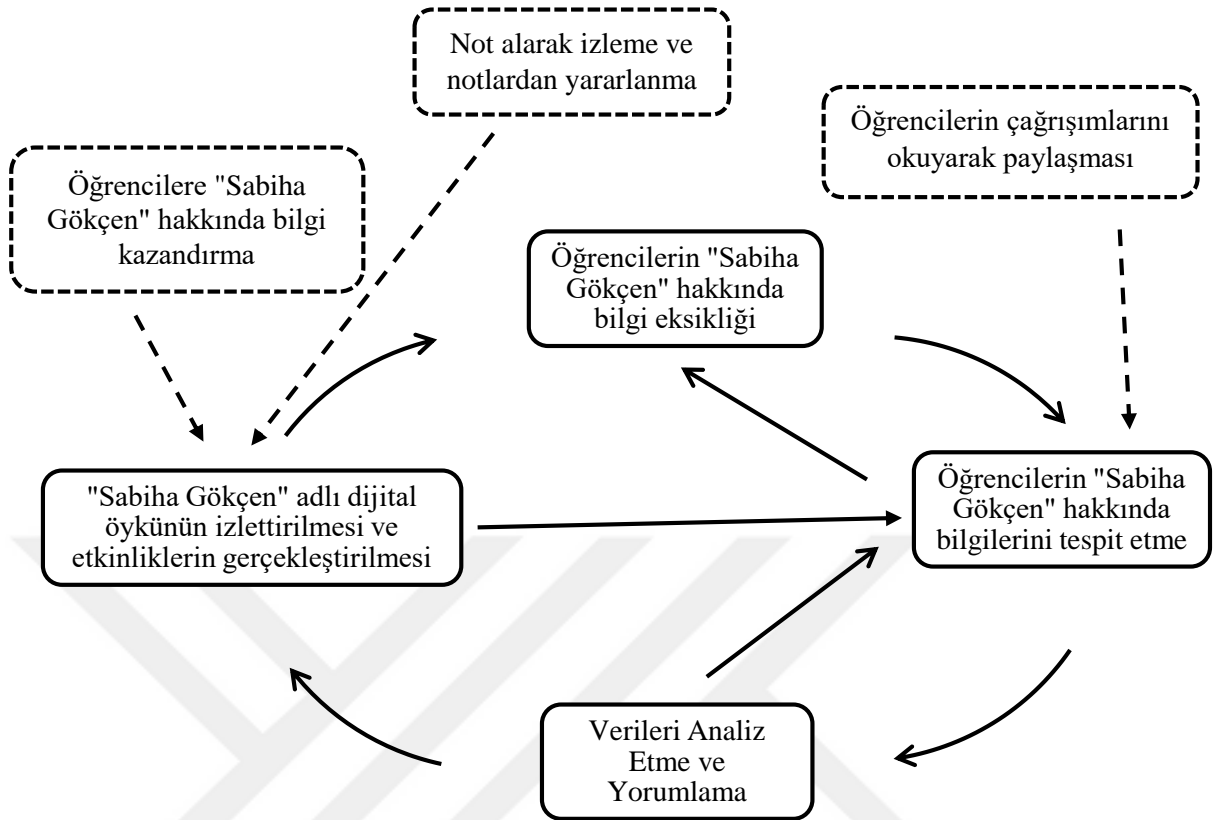 Not alarak izleme ve
notlardan yararlanma
Öğrencilerin çağrışımlarını
okuyarak paylaşması
Öğrencilere "Sabiha
Gökçen" hakkında bilgi
kazandırma
Öğrencilerin "Sabiha
Gökçen" hakkında
bilgi eksikliği
"Sabiha Gökçen" adlı dijital
öykünün izlettirilmesi ve
etkinliklerin gerçekleştirilmesi
Öğrencilerin "Sabiha
Gökçen" hakkında
bilgilerini tespit etme
Verileri Analiz
Etme ve
Yorumlama